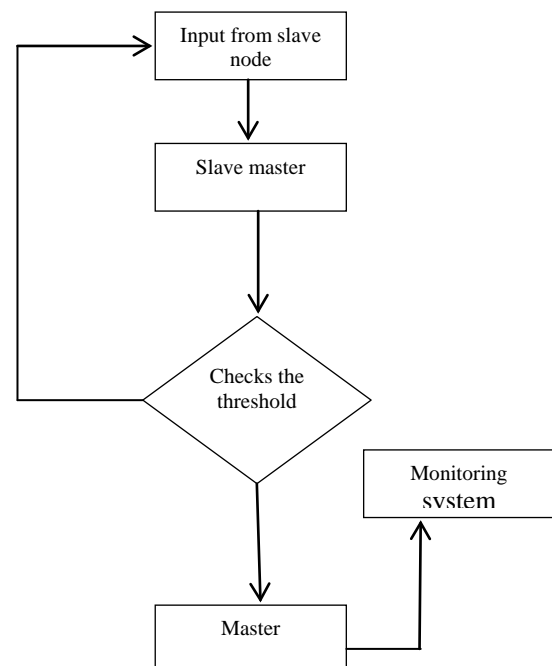 Input from slave
node
Slave master
Checks the
threshold
Monitoring
system
Master